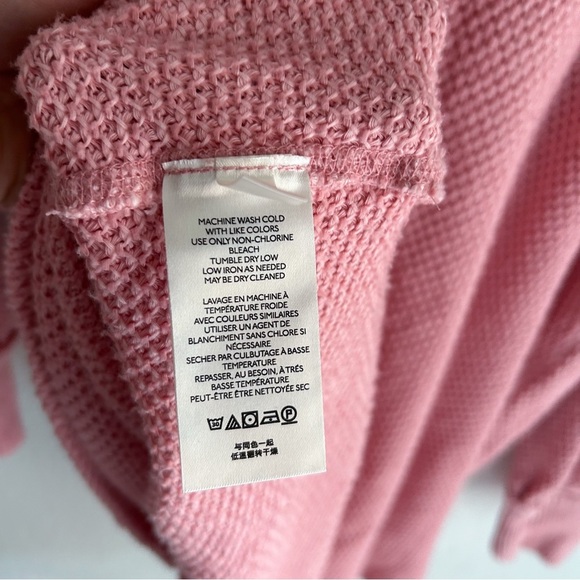 MACHINE WASH COLD
WITH LIKE COLORS
USE ONLY NON-CHLORINE
BLEACH
TUMBLE DRY LOW
LOW IRON AS NEEDED
MAY BE DRY CLEANED
LAVAGE EN MACHINE À
TEMPÉRATURE FROIDE
AVEC COULEURS SIMILAIRES
UTILISER UN AGENT DE
BLANCHIMENT SANS CHLORE SI
NÉCESSAIRE
SECHER PAR CULBUTAGE À BASSE
TEMPERATURE
REPASSER, AU BESOIN, À TRÉS
BASSE TEMPÉRATURE
PEUT-ÊTRE ÊTRE NETTOYÉ SEC
30 P
与同色一起
低温翻转干燥